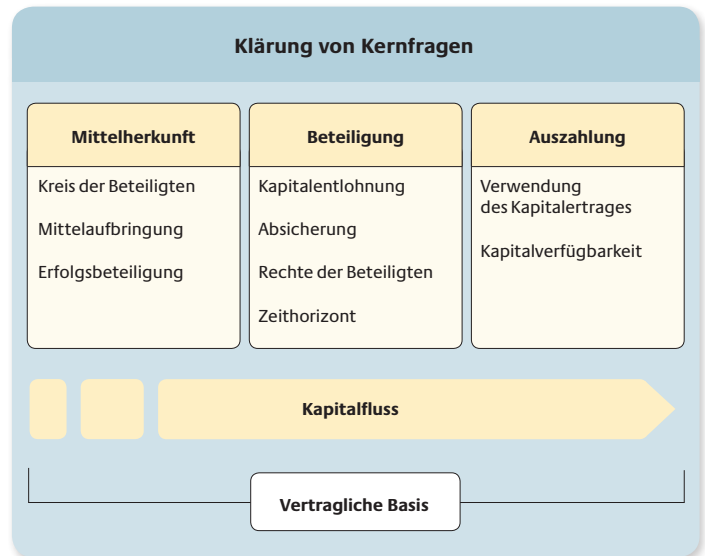 Klärung von Kernfragen
Mittelherkunft
Kreis der Beteiligten
Mittelaufbringung
Erfolgsbeteiligung
Beteiligung
Kapitalentlohnung
Absicherung
Rechte der Beteiligten
Zeithorizont
Auszahlung
Verwendung
des Kapitalertrages
Kapitalverfügbarkeit
Kapitalfluss
Vertragliche Basis